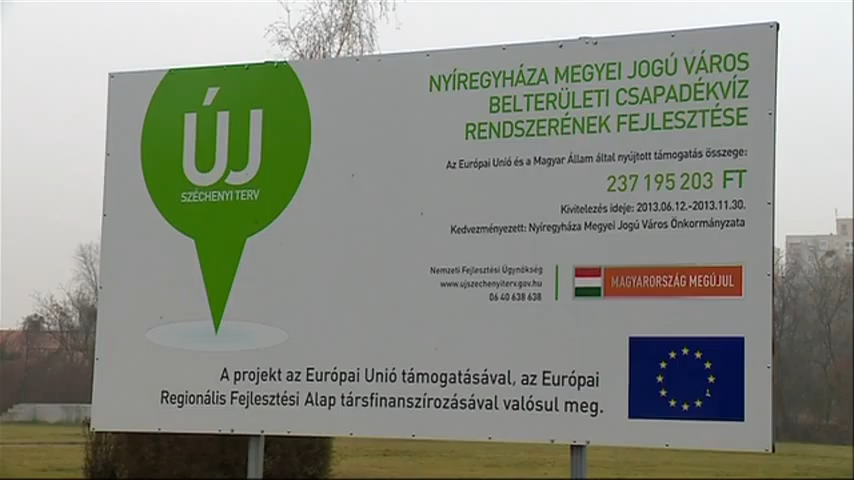 ÚJ
SZÉCHENYI TERV
NYÍREGYHÁZA MEGYEI JOGÚ VÁROS
BELTERÜLETI CSAPADÉKVÍZ
RENDSZERÉNEK FEJLESZTÉSE
Az Európai Unió és a Magyar Állam által nyújtott támogatás összege:
237 195 203 FT
Kivitelezés ideje: 2013.06.12.-2013.11.30.
Kedvezményezett: Nyíregyháza Megyei Jogú Város Önkormányzata
Nemzeti Fejlesztési Ügynökség
www.ujszechenyiterv.gov.hu
06 40 638 638
MAGYARORSZÁG MEGÚJUL
A projekt az Európai Unió támogatásával, az Európai
Regionális Fejlesztési Alap társfinanszírozásával valósul meg.